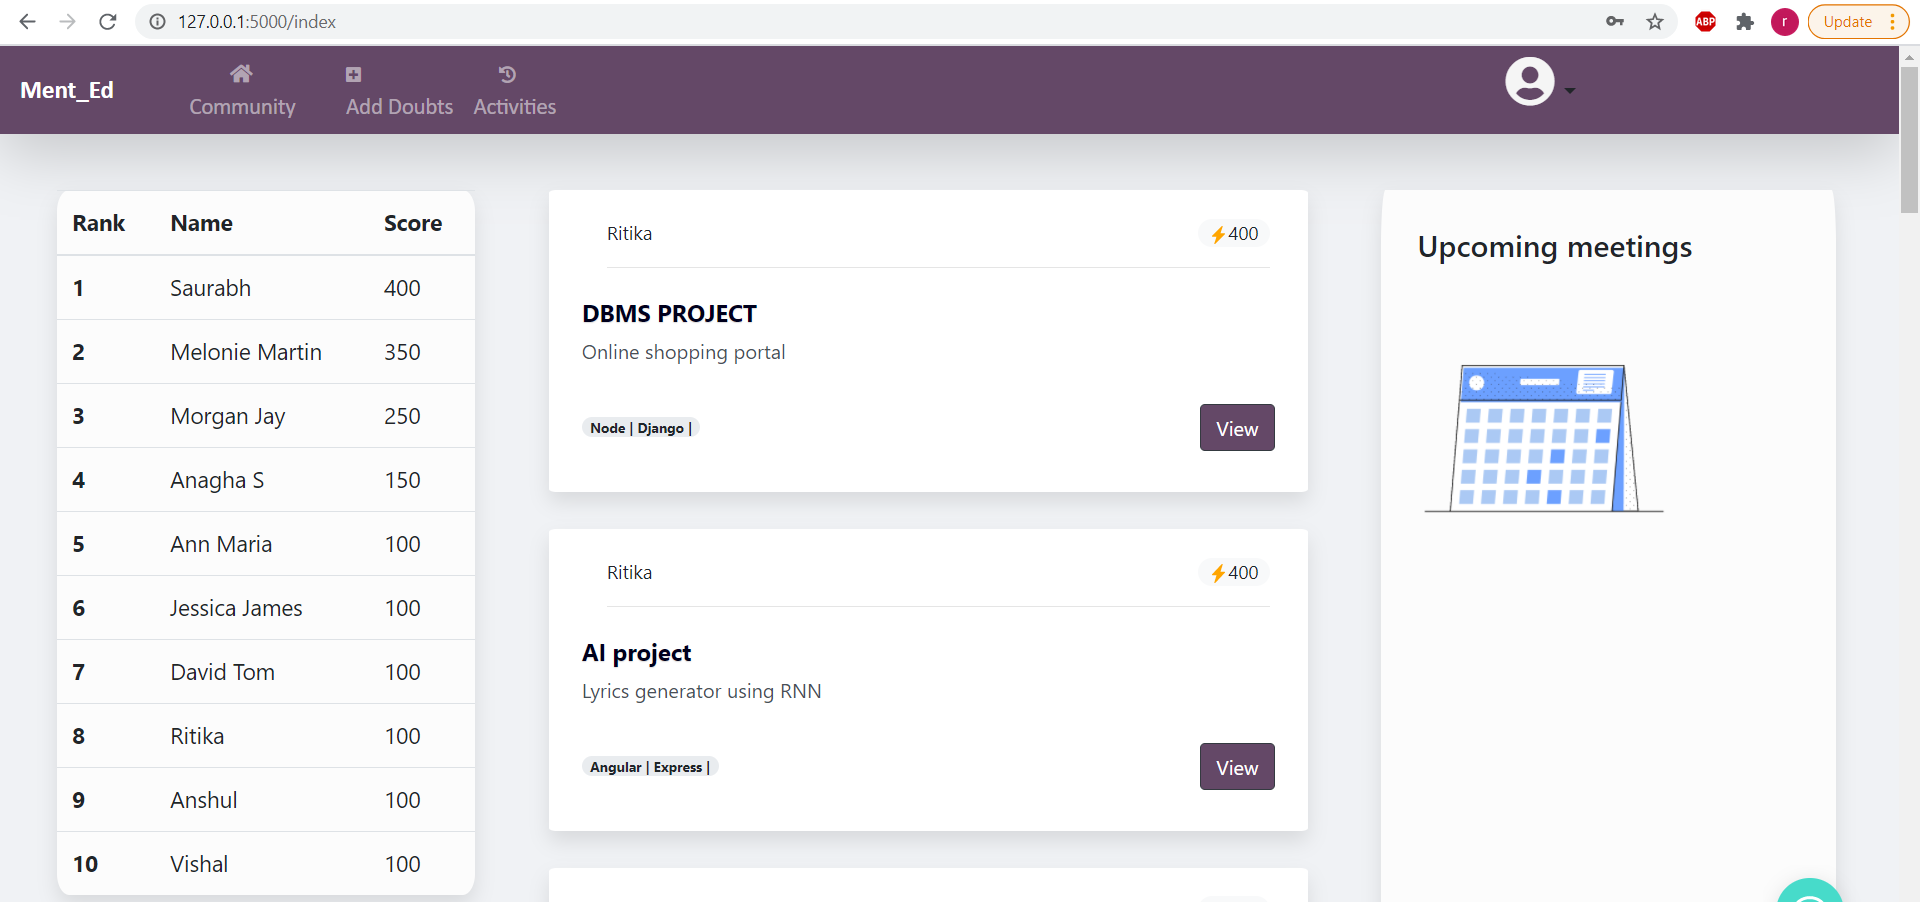 127.0.0.1:5000/index
ABP
r
Update
Ment_Ed
Community
Add Doubts
Activities
Rank Name Score
1 Saurabh 400
2 Melonie Martin 350
3 Morgan Jay 250
4 Anagha S 150
5 Ann Maria 100
6 Jessica James 100
7 David Tom 100
8 Ritika 100
9 Anshul 100
10 Vishal 100
Ritika 400
DBMS PROJECT
Online shopping portal
Node | Django |
View
Ritika 400
AI project
Lyrics generator using RNN
Angular | Express |
View
Upcoming meetings